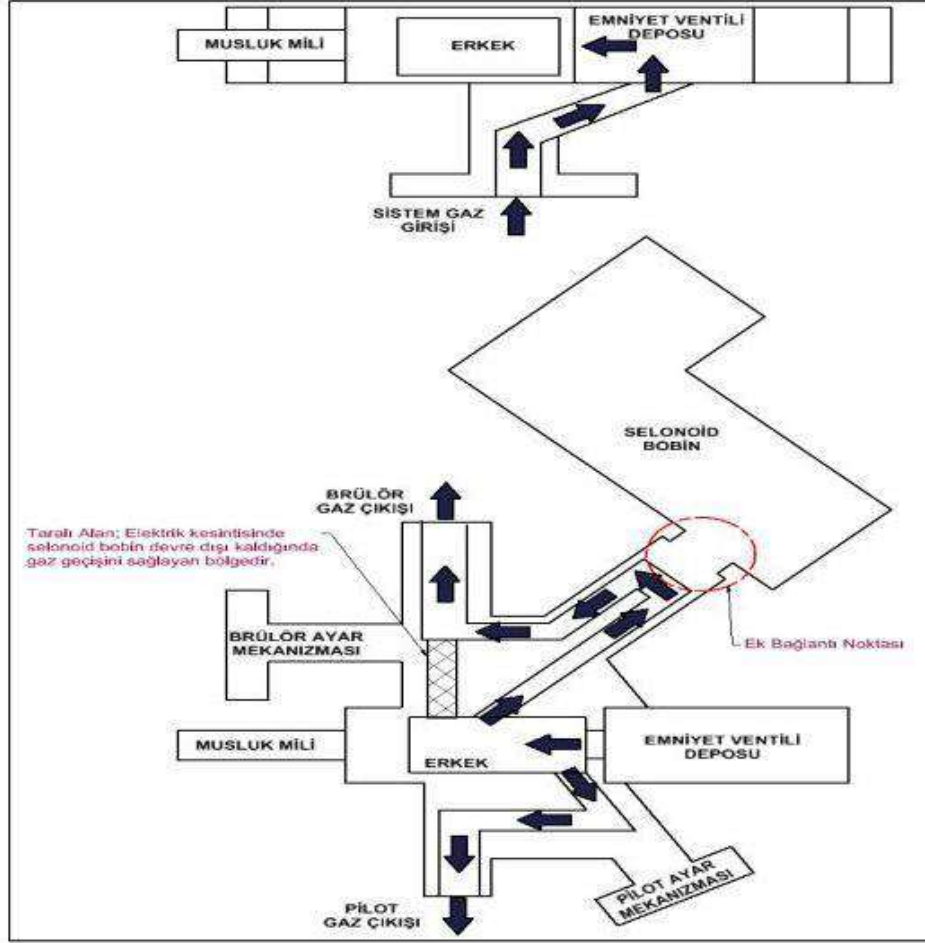 MUSLUK MİLİ
ERKEK
EMNİYET VENTİLİ
DEPOSU
SİSTEM GAZ
GİRİŞİ
SELONOİD
BOBİN
BRÜLÖR
GAZ ÇIKIŞI
Taralı Alan; Elektrik kesintisinde
selonoid bobin devre dışı kaldığında
gaz geçişini sağlayan bölgedir.
BRÜLÖR AYAR
MEKANİZMASI
Ek Bağlantı Noktası
MUSLUK MİLİ
ERKEK
EMNİYET VENTİLİ
DEPOSU
PİLOT AYAR
MEKANİZMASI
PİLOT
GAZ ÇIKIŞI